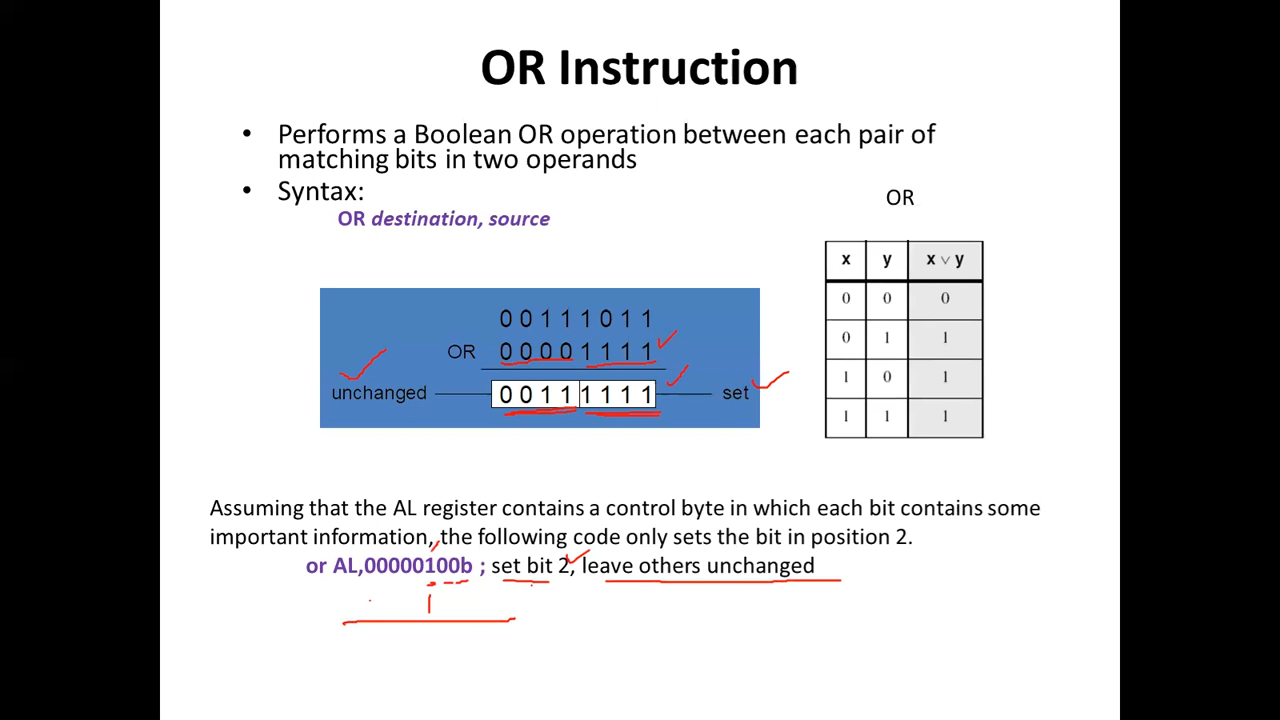 OR Instruction
• Performs a Boolean OR operation between each pair of
matching bits in two operands
• Syntax:
OR destination, source
OR
x y x ∨ y
0 0 0
0 1 1
1 0 1
1 1 1
0 0 1 1 1 0 1 1
OR 0 0 0 0 1 1 1 1
unchanged 0 0 1 1 1 1 1 1 set
Assuming that the AL register contains a control byte in which each bit contains some
important information, the following code only sets the bit in position 2.
or AL,00000100b ; set bit 2, leave others unchanged
1